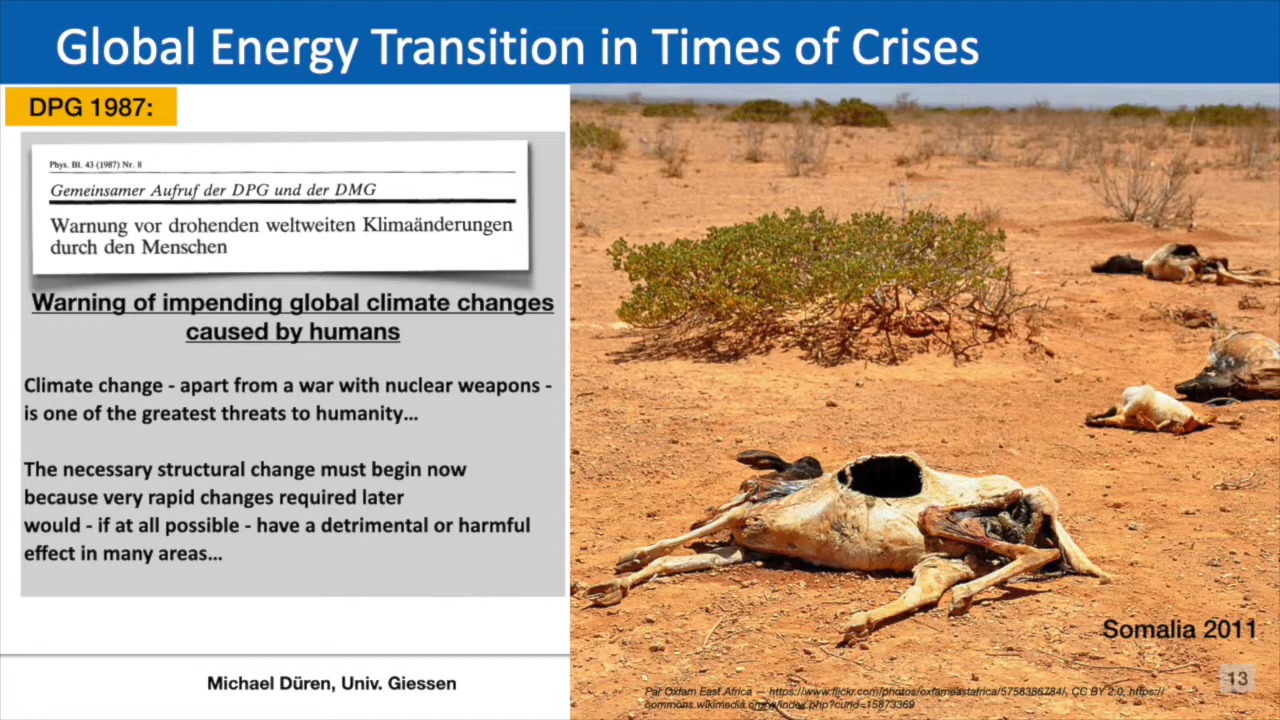 Global Energy Transition in Times of Crises
DPG 1987:
Phys. Bl. 43 (1987) Nr. 8
Gemeinsamer Aufruf der DPG und der DMG
Warnung vor drohenden weltweiten Klimaänderungen
durch den Menschen
Warning of impending global climate changes
caused by humans
Climate change - apart from a war with nuclear weapons -
is one of the greatest threats to humanity...
The necessary structural change must begin now
because very rapid changes required later
would - if at all possible - have a detrimental or harmful
effect in many areas...
Somalia 2011
Michael Düren, Univ. Giessen
13
Par Oxfam East Africa — https://www.flickr.com/photos/oxfameastafrica/5758386784/, CC BY 2.0, https://
commons.wikimedia.org/w/index.php?curid=15873369